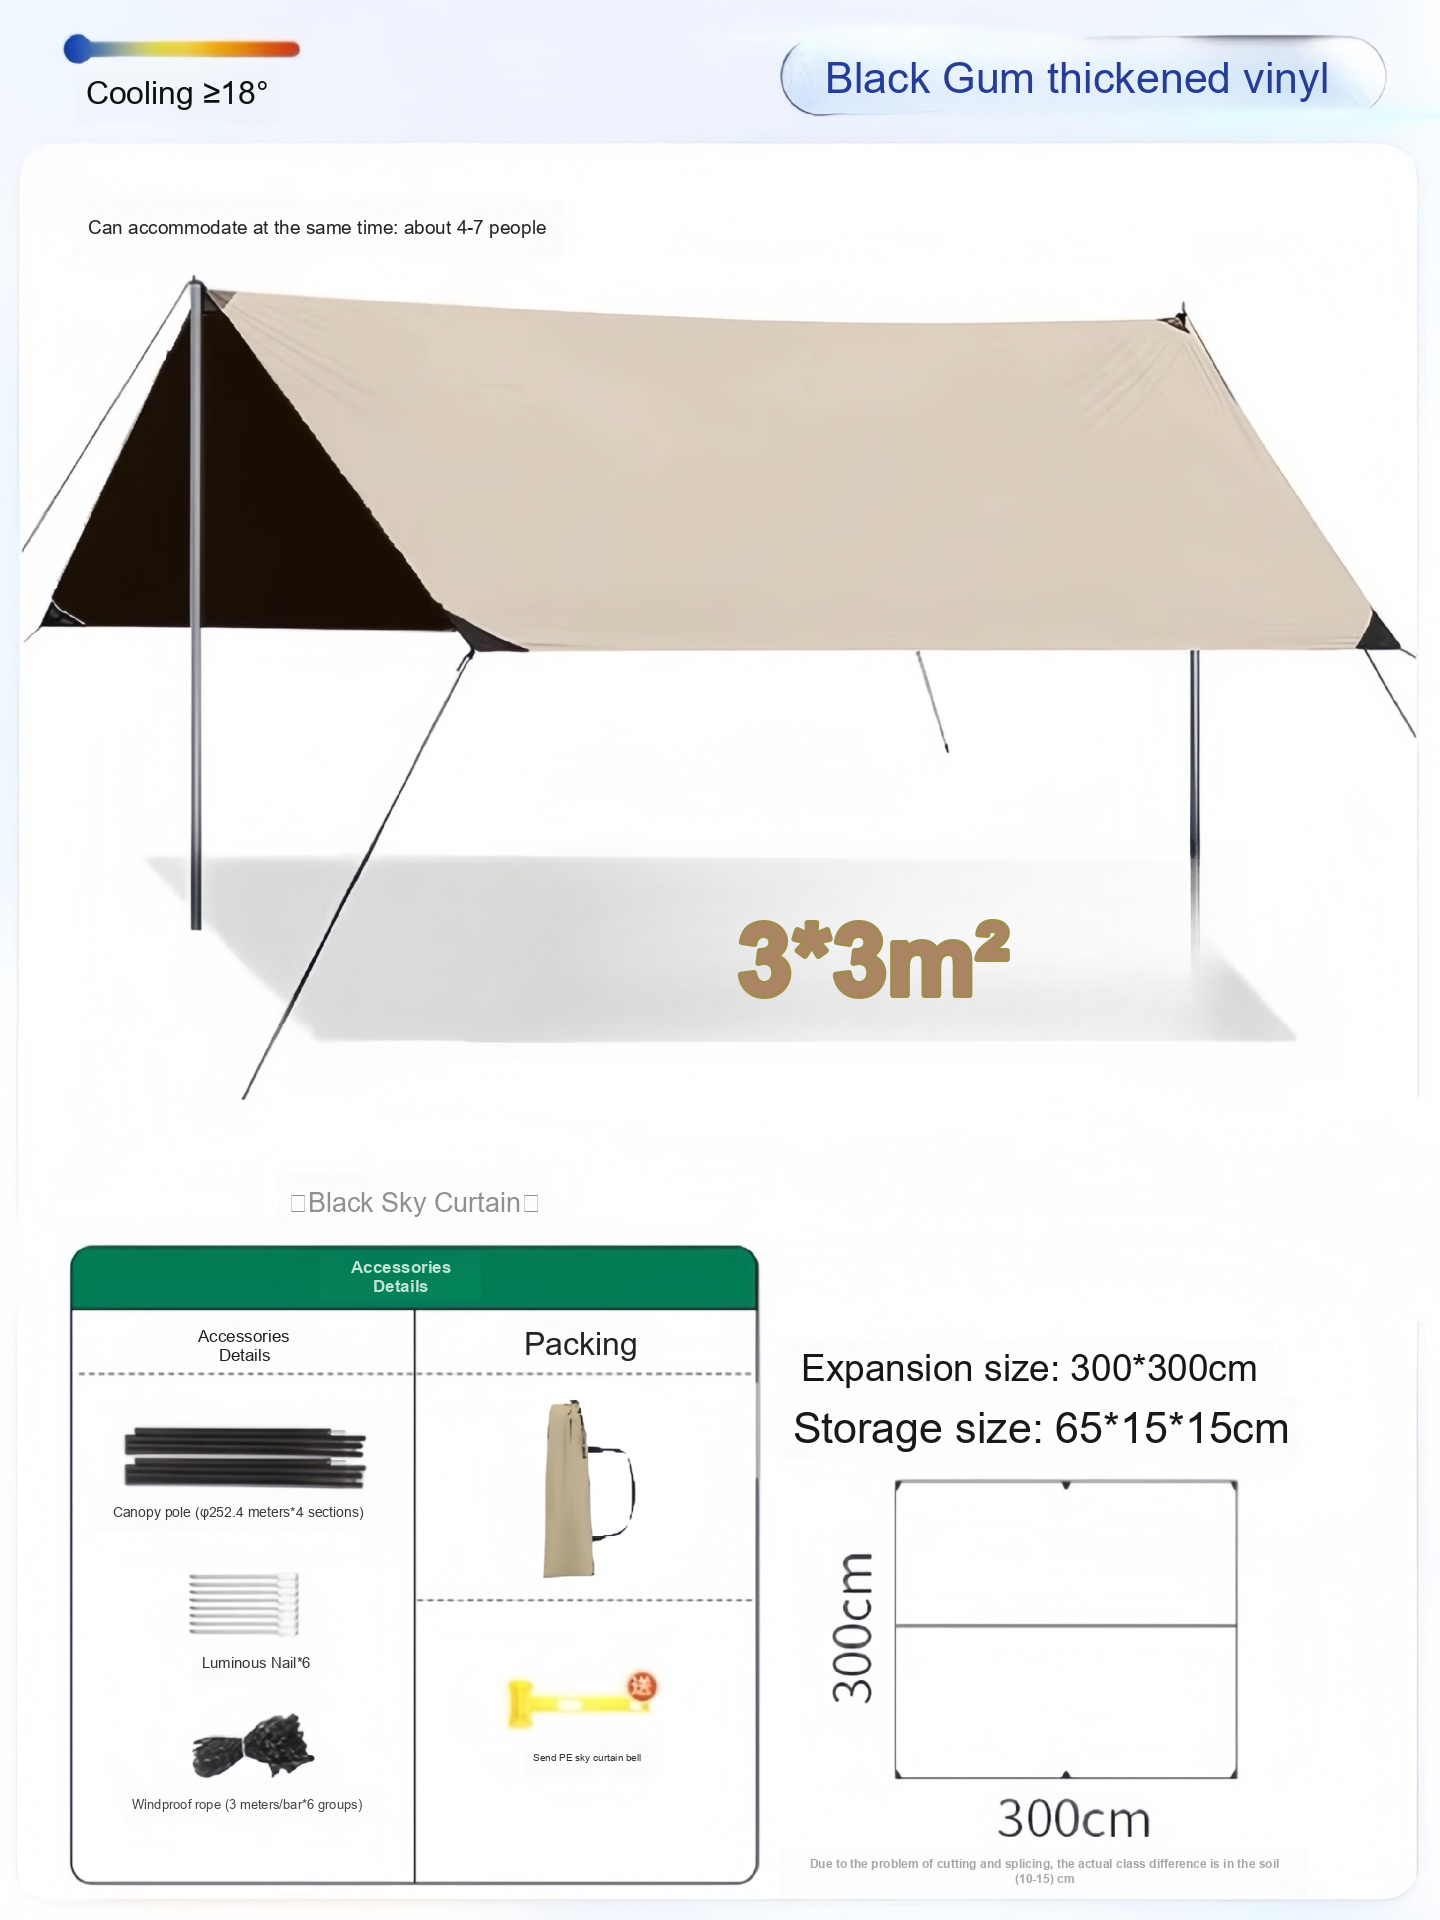 Cooling ≥18°
Black Gum thickened vinyl
Can accommodate at the same time: about 4-7 people
3*3m²
□Black Sky Curtain□
Accessories
Details
Accessories
Details
Packing
Canopy pole (φ252.4 meters*4 sections)
Luminous Nail*6
Windproof rope (3 meters/bar*6 groups)
送
Send PE sky curtain bell
Expansion size: 300*300cm
Storage size: 65*15*15cm
300cm
300cm
Due to the problem of cutting and splicing, the actual class difference is in the soil
(10-15) cm